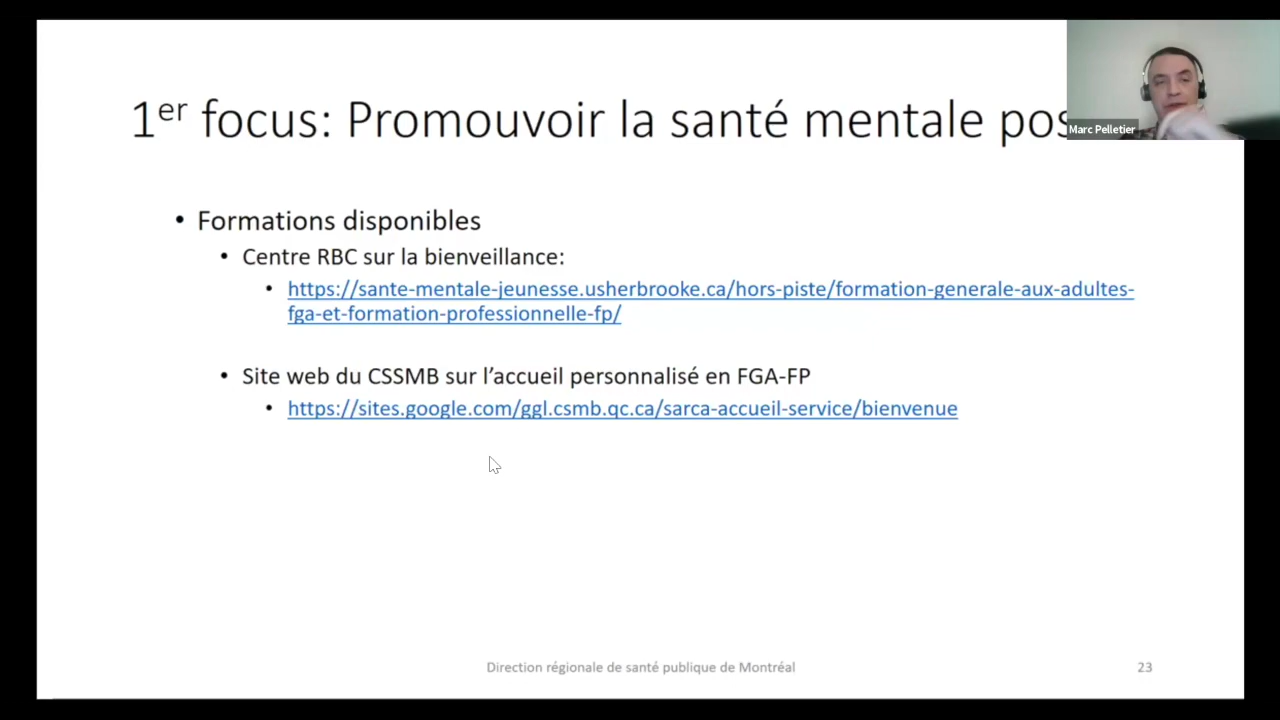 1er focus: Promouvoir la santé mentale pos
Marc Pelletier
• Formations disponibles
• Centre RBC sur la bienveillance:
• https://sante-mentale-jeunesse.usherbrooke.ca/hors-piste/formation-generale-aux-adultes-
fga-et-formation-professionnelle-fp/
• Site web du CSSMB sur l’accueil personnalisé en FGA-FP
• https://sites.google.com/ggl.csmb.qc.ca/sarca-accueil-service/bienvenue
Direction régionale de santé publique de Montréal
23